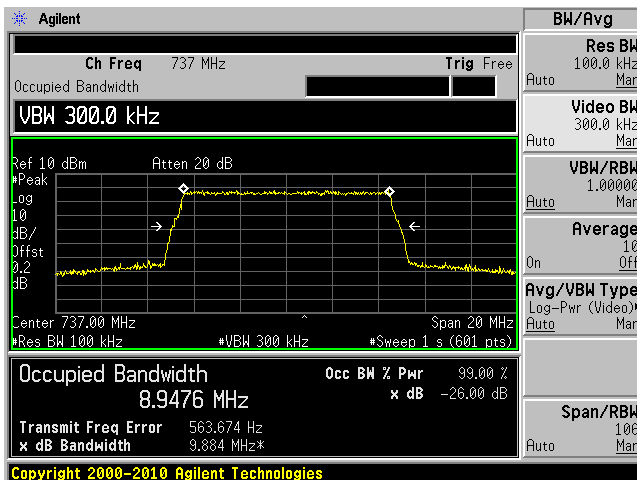 Agilent
BW/Avg
Ch Freq 737 MHz Trig Free
Occupied Bandwidth
VBW 300.0 kHz
Ref 10 dBm Atten 20 dB
#Peak
Log
10
dB/
Offst
0.2
dB
Center 737.00 MHz ^ Span 20 MHz
#Res BW 100 kHz #VBW 300 kHz #Sweep 1 s (601 pts)
Occupied Bandwidth
8.9476 MHz
Occ BW % Pwr 99.00 %
x dB -26.00 dB
Transmit Freq Error 563.674 Hz
x dB Bandwidth 9.884 MHz*
Copyright 2000-2010 Agilent Technologies
Res BW
100.0 kHz
Auto Man
Video BW
300.0 kHz
Auto Man
VBW/RBW
1.00000
Auto Man
Average
10
On Off
Avg/VBW Type
Log-Pwr (Video)
Auto Man
Span/RBW
106
Auto Man